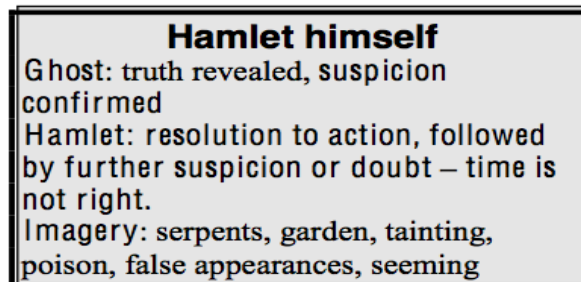 Hamlet himself
Ghost: truth revealed, suspicion
confirmed
Hamlet: resolution to action, followed
by further suspicion or doubt – time is
not right.
Imagery: serpents, garden, tainting,
poison, false appearances, seeming